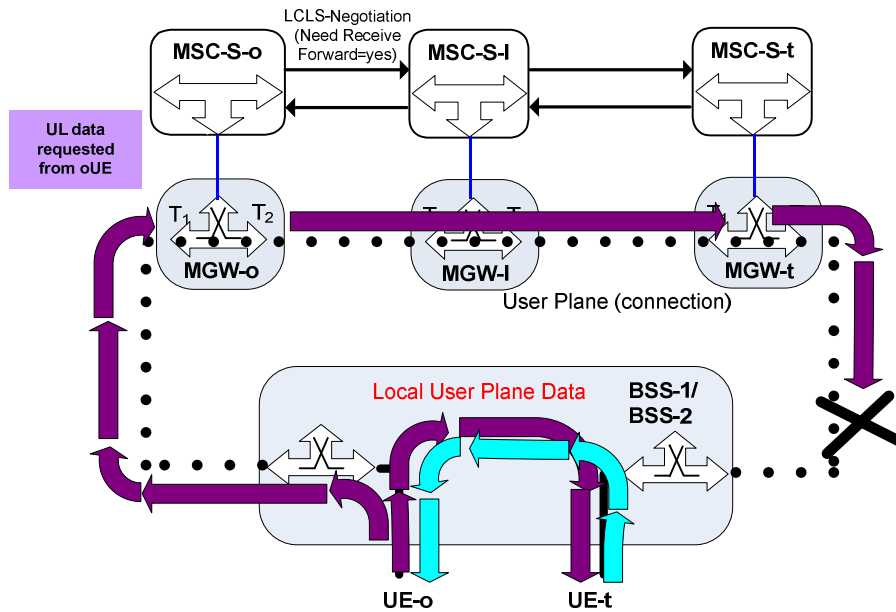 LCLS-Negotiation
(Need Receive
Forward=yes)
MSC-S-o
MSC-S-I
MSC-S-t
UL data
requested
from oUE
T1
T2
MGW-o
T
T
MGW-I
T
MGW-t
User Plane (connection)
Local User Plane Data
BSS-1/
BSS-2
UE-o
UE-t